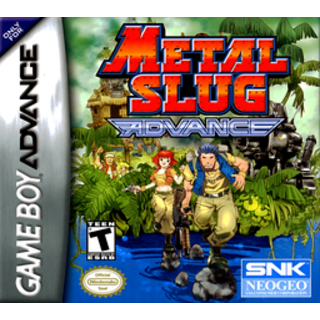 ONLY FOR
GAME BOY ADVANCE
METAL
SLUG
ADVANCE
TEEN
T
ESRB
Official
Nintendo
Seal
SNK
NEOGEO